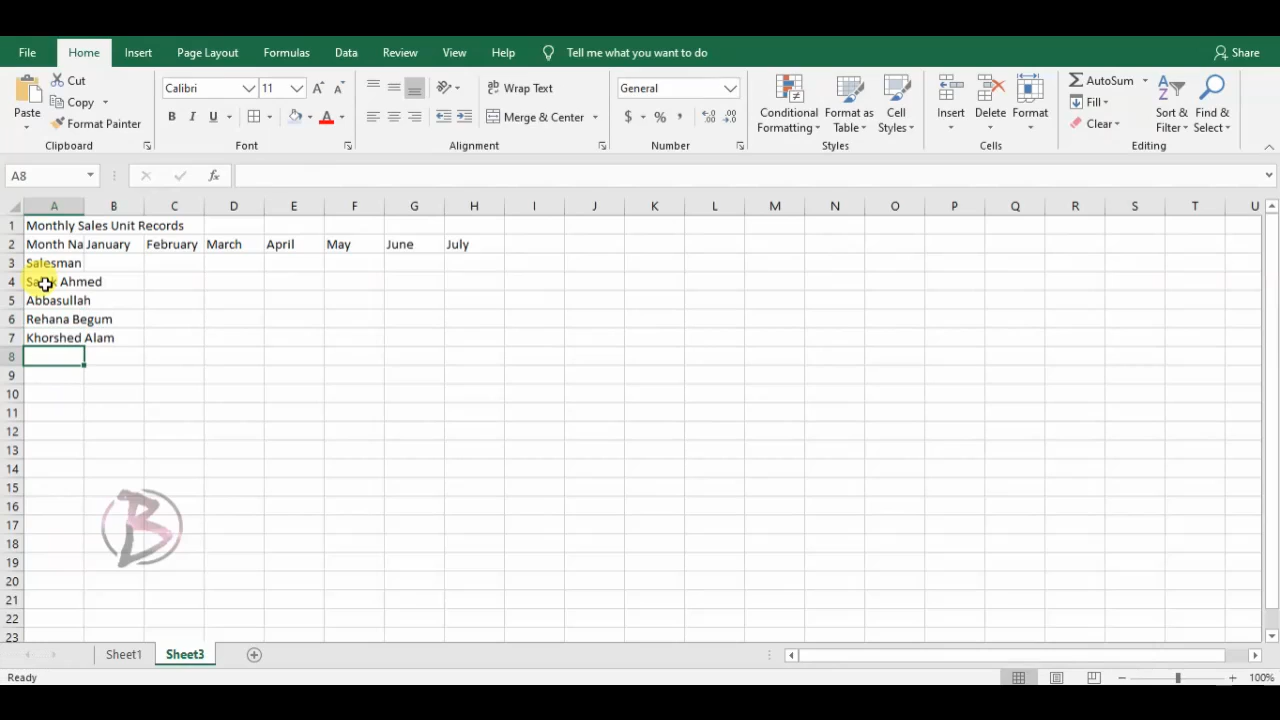 File Home Insert Page Layout Formulas Data Review View Help Tell me what you want to do Share
Cut
Copy
Format Painter
Paste
Clipboard
Calibri 11
B I U
Font
Wrap Text
Merge & Center
Alignment
General
$ % ,
Number
Conditional Formatting
Format as Table
Cell Styles
Styles
Insert
Delete
Format
Cells
AutoSum
Fill
Clear
Sort & Filter
Find & Select
Editing
A8 fx
A B C D E F G H I J K L M N O P Q R S T U
1 Monthly Sales Unit Records
2 Month Na January February March April May June July
3 Salesman
4 Ahmed
5 Abbasullah
6 Rehana Begum
7 Khorshed Alam
8
9
10
11
12
13
14
15
16
17
18
19
20
21
22
23
B
Sheet1 Sheet3
Ready 100%